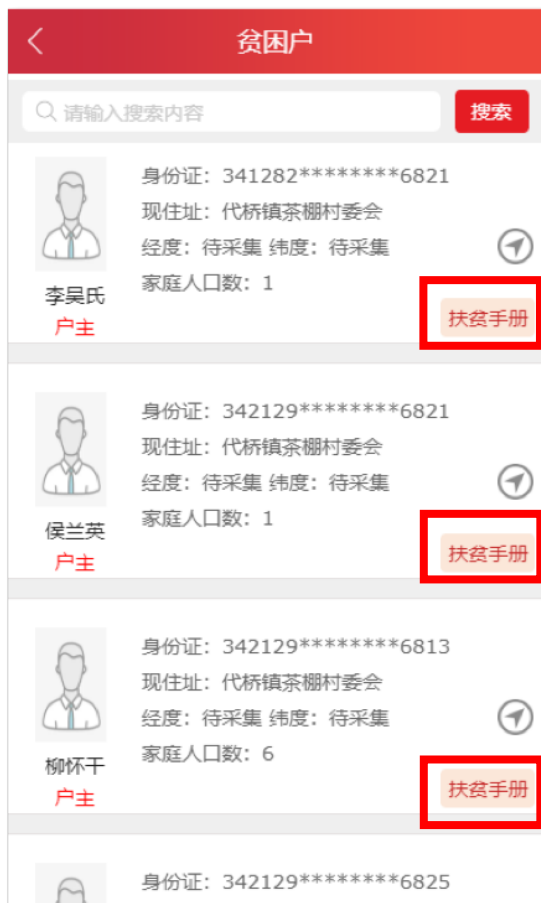 贫困户
请输入搜索内容 搜索
身份证：341282********6821
现住址：代桥镇茶棚村委会
经度：待采集 纬度：待采集
家庭人口数：1
李吴氏
户主
扶贫手册
身份证：342129********6821
现住址：代桥镇茶棚村委会
经度：待采集 纬度：待采集
家庭人口数：1
侯兰英
户主
扶贫手册
身份证：342129********6813
现住址：代桥镇茶棚村委会
经度：待采集 纬度：待采集
家庭人口数：6
柳怀干
户主
扶贫手册
身份证：342129********6825